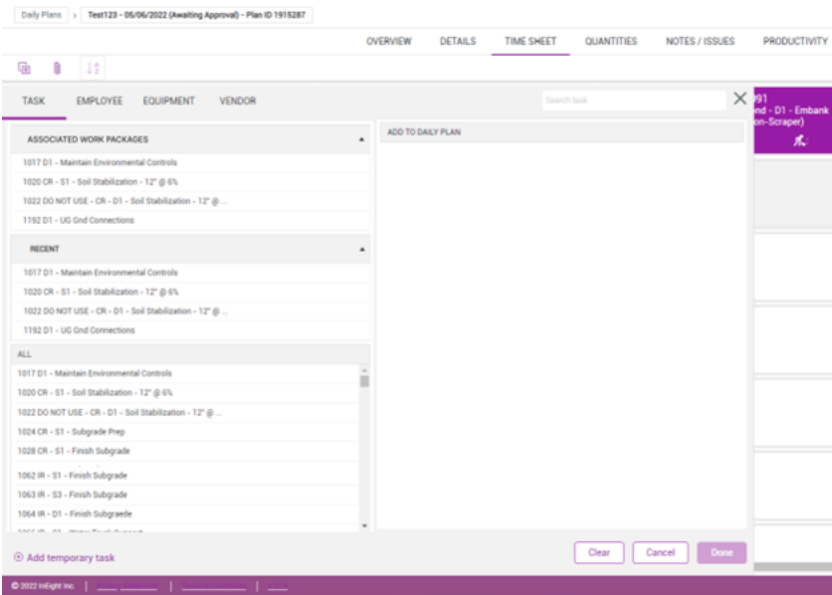 Daily Plans > Test123 - 05/06/2022 (Awaiting Approval) - Plan ID 1915287
OVERVIEW DETAILS TIME SHEET QUANTITIES NOTES / ISSUES PRODUCTIVITY
TASK EMPLOYEE EQUIPMENT VENDOR
Search task
991
nd - D1 - Embank
on-Scraper)
ASSOCIATED WORK PACKAGES
1017 D1 - Maintain Environmental Controls
1020 CR - S1 - Soil Stabilization - 12" @ 6%
1022 DO NOT USE - CR - D1 - Soil Stabilization - 12" @ ...
1192 D1 - UG Gnd Connections
RECENT
1017 D1 - Maintain Environmental Controls
1020 CR - S1 - Soil Stabilization - 12" @ 6%
1022 DO NOT USE - CR - D1 - Soil Stabilization - 12" @ ...
1192 D1 - UG Gnd Connections
ALL
1017 D1 - Maintain Environmental Controls
1020 CR - S1 - Soil Stabilization - 12" @ 6%
1022 DO NOT USE - CR - D1 - Soil Stabilization - 12" @ ...
1024 CR - S1 - Subgrade Prep
1028 CR - S1 - Finish Subgrade
1062 IR - S1 - Finish Subgrade
1063 IR - S3 - Finish Subgrade
1064 IR - D1 - Finish Subgraede
ADD TO DAILY PLAN
Add temporary task
Clear Cancel Done
© 2022 InEight Inc.